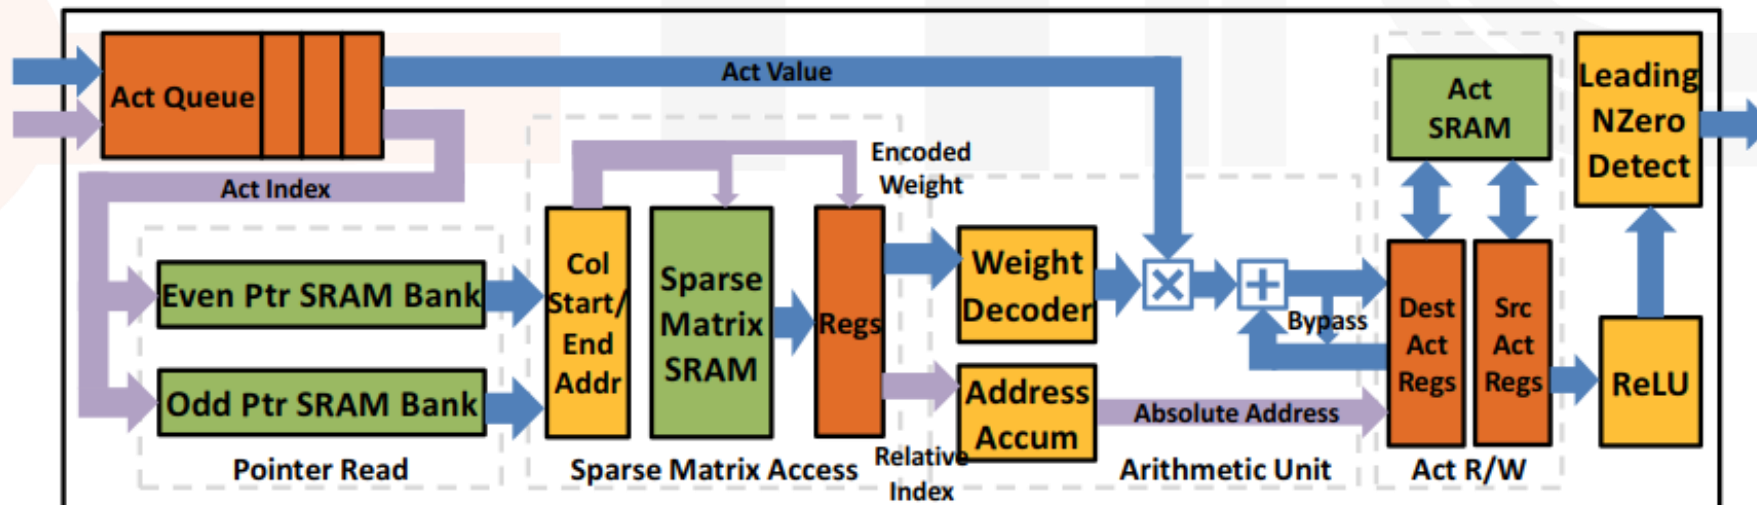 Act Queue
Act Value
Act Index
Even Ptr SRAM Bank
Odd Ptr SRAM Bank
Pointer Read
Col
Start/
End
Addr
Sparse
Matrix
SRAM
Regs
Sparse Matrix Access
Encoded
Weight
Relative
Index
Weight
Decoder
Address
Accum
×
+
Bypass
Absolute Address
Arithmetic Unit
Act
SRAM
Dest
Act
Regs
Src
Act
Regs
Act R/W
Leading
NZero
Detect
ReLU